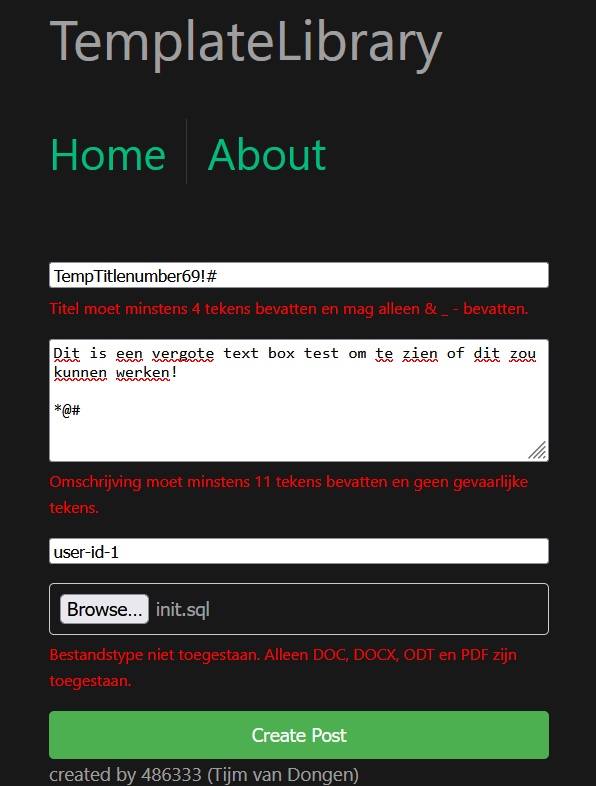 TemplateLibrary
Home
About
TempTitlenumber69!#
Titel moet minstens 4 tekens bevatten en mag alleen & _ - bevatten.
Dit is een vergote text box test om te zien of dit zou
kunnen werken!
*@#
Omschrijving moet minstens 11 tekens bevatten en geen gevaarlijke
tekens.
user-id-1
Browse... init.sql
Bestandstype niet toegestaan. Alleen DOC, DOCX, ODT en PDF zijn
toegestaan.
Create Post
created by 486333 (Tijm van Dongen)